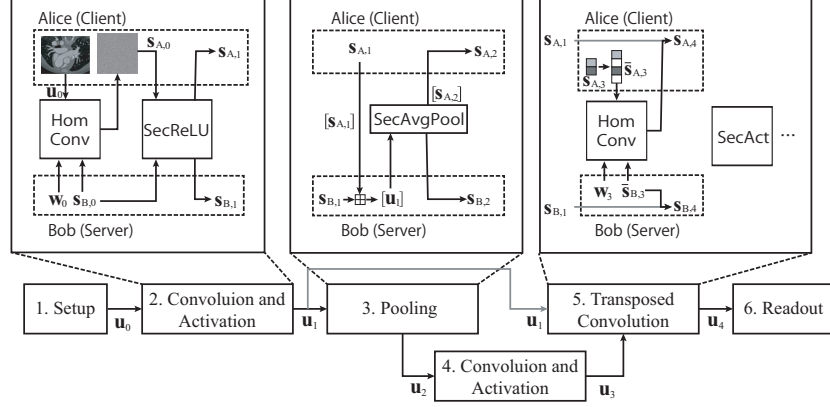 Alice (Client)
s_A,0
s_A,1
u_0
Hom
Conv
SecReLU
w_0
s_B,0
s_B,1
Bob (Server)
Alice (Client)
s_A,1
s_A,2
[s_A,2]
[s_A,1]
SecAvgPool
s_B,1
[u_1]
s_B,2
Bob (Server)
Alice (Client)
s_A,1
s_A,4
s_A,3
s̄_A,3
Hom
Conv
SecAct
...
w_3
s̄_B,3
s_B,1
s_B,4
Bob (Server)
1. Setup
u_0
2. Convoluion and
Activation
u_1
3. Pooling
u_2
4. Convoluion and
Activation
u_3
u_1
5. Transposed
Convolution
u_4
6. Readout